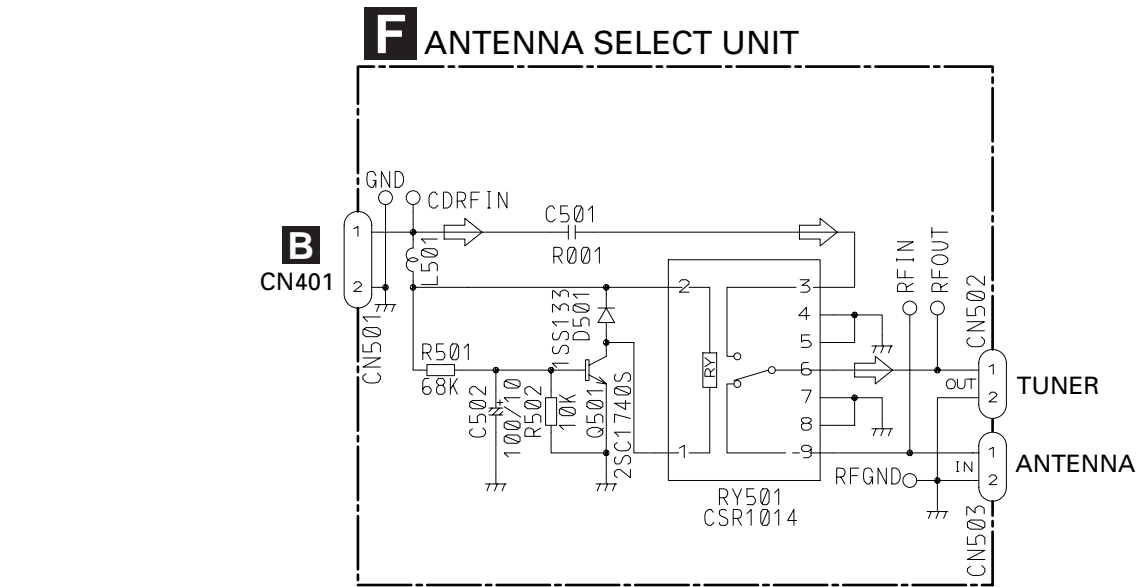 F ANTENNA SELECT UNIT
GND
CDRFIN
C501
R001
B
CN401
1
2
CN501
L501
R501
68K
C502
100/10
R502
10K
1SS133
D501
Q501
2SC1740S
2
1
RY
3
4
5
6
7
8
9
RY501
CSR1014
RFIN
RFOUT
CN502
OUT
1
2
TUNER
RFGND
IN
1
2
ANTENNA
CN503